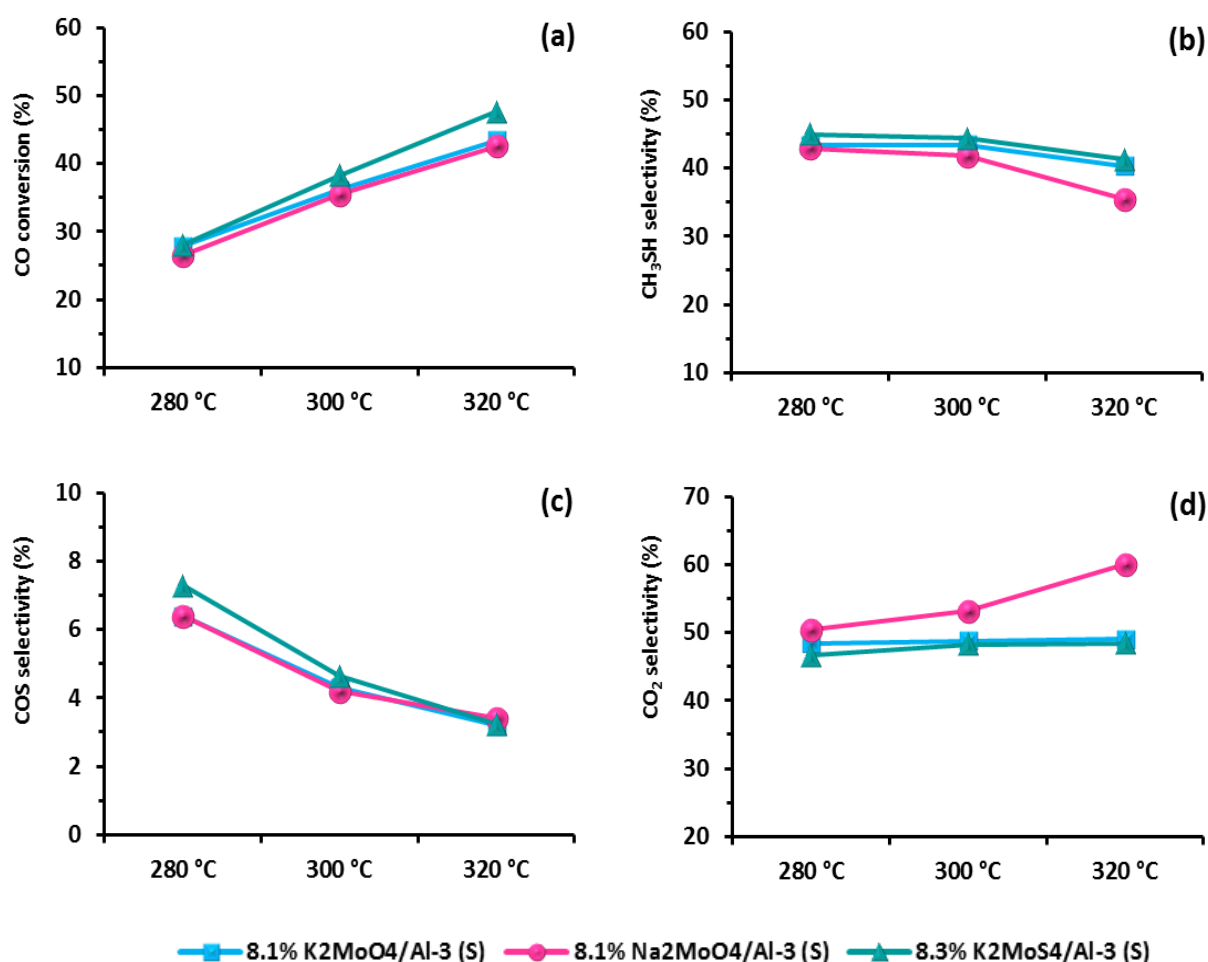 (a)
CO conversion (%)
60
50
40
30
20
10
280 °C 300 °C 320 °C
(b)
CH₃SH selectivity (%)
60
50
40
30
20
10
280 °C 300 °C 320 °C
(c)
COS selectivity (%)
10
8
6
4
2
0
280 °C 300 °C 320 °C
(d)
CO₂ selectivity (%)
70
60
50
40
30
20
280 °C 300 °C 320 °C
8.1% K2MoO4/Al-3 (S) 8.1% Na2MoO4/Al-3 (S) 8.3% K2MoS4/Al-3 (S)